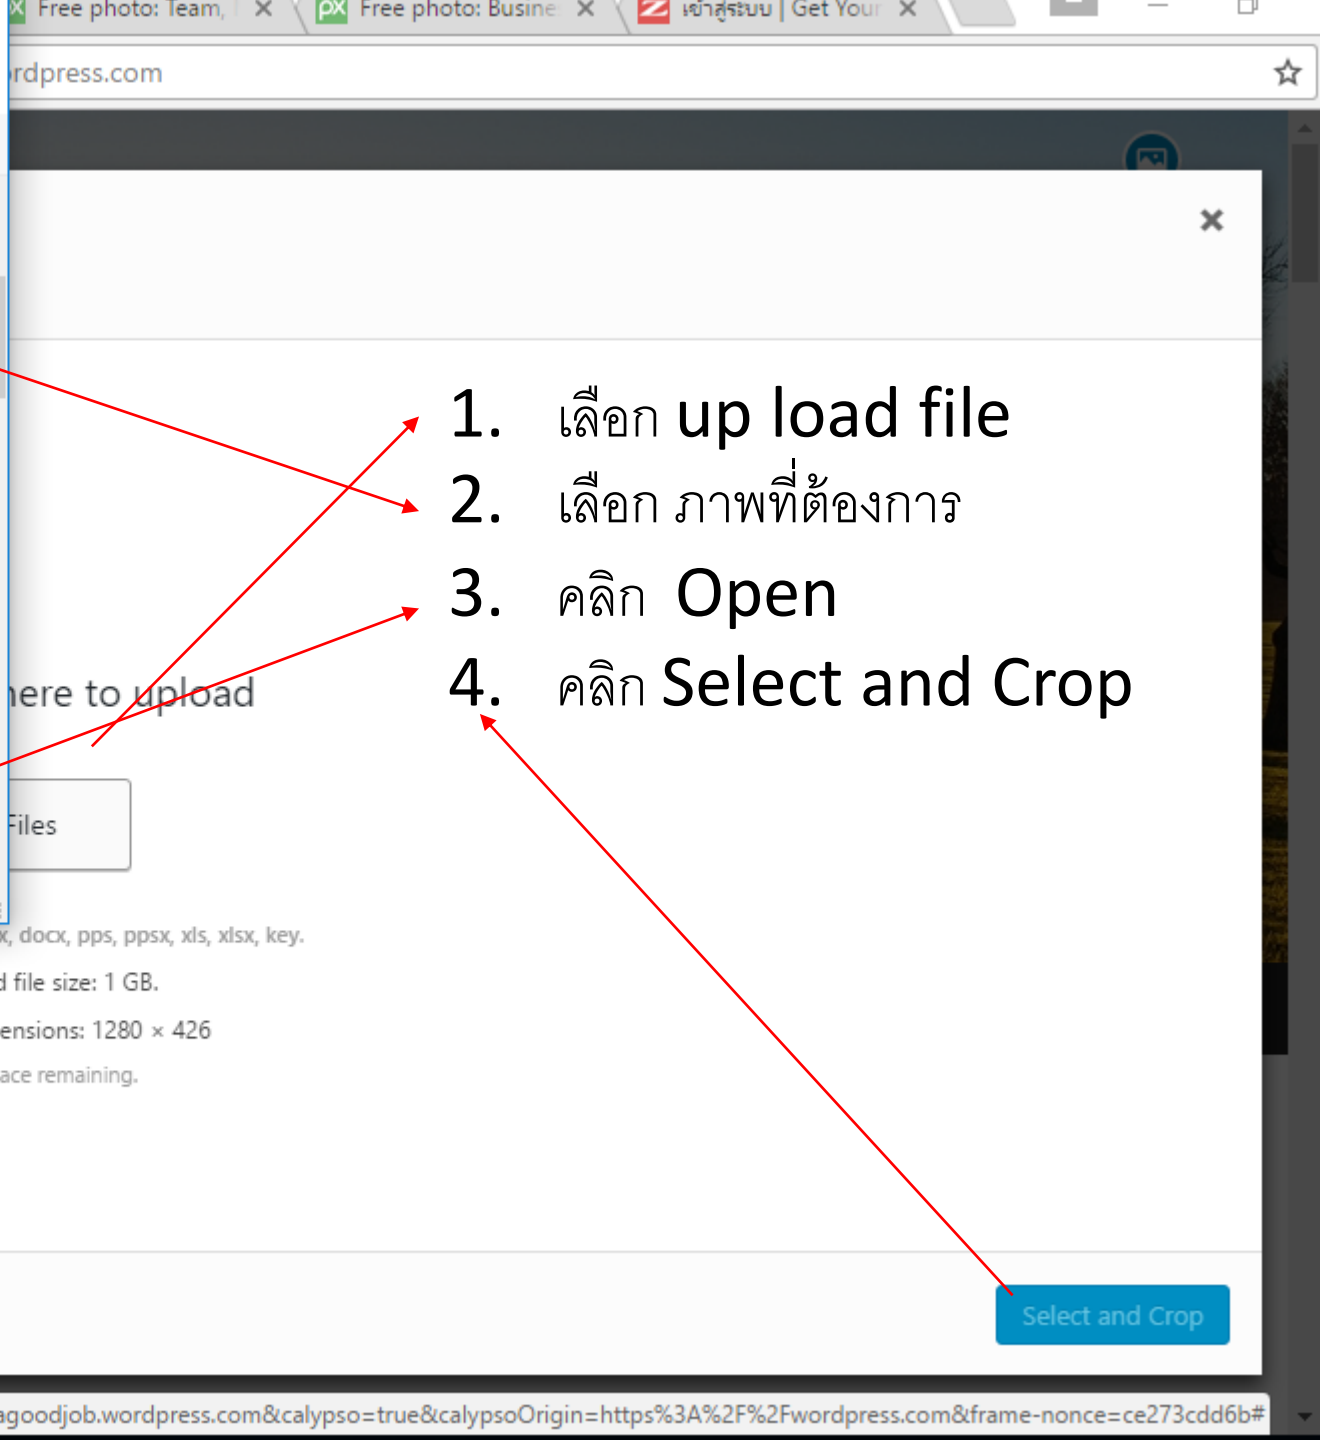 Free photo: Team,
Free photo: Busine
เข้าสู่ระบบ | Get Your
rdpress.com
1. เลือก up load file
2. เลือก ภาพที่ต้องการ
3. คลิก Open
4. คลิก Select and Crop
here to upload
Files
x, docx, pps, ppsx, xls, xlsx, key.
d file size: 1 GB.
ensions: 1280 × 426
ace remaining.
Select and Crop
agoodjob.wordpress.com&calypso=true&calypsoOrigin=https%3A%2F%2Fwordpress.com&frame-nonce=ce273cdd6b#